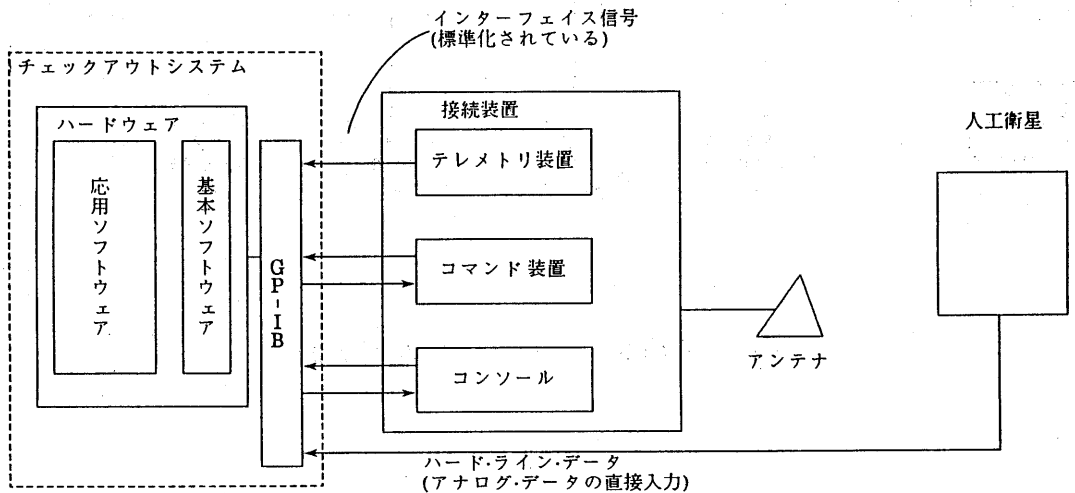 インターフェイス信号
(標準化されている)
チェックアウトシステム
ハードウェア
応用ソフトウェア
基本ソフトウェア
GP-IB
接続装置
テレメトリ装置
コマンド装置
コンソール
アンテナ
人工衛星
ハード・ライン・データ
(アナログ・データの直接入力)